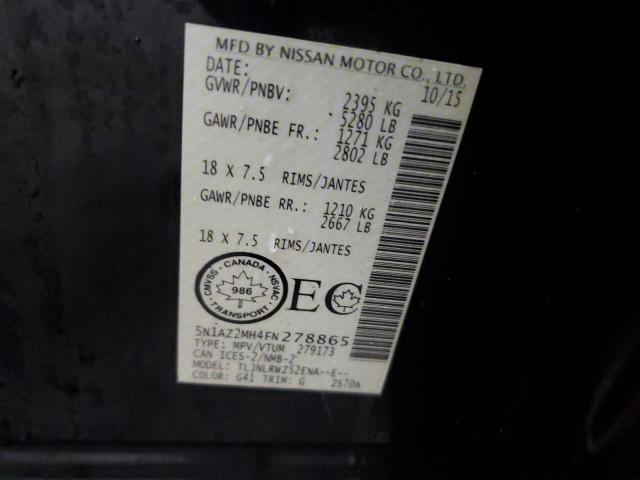 MFD BY NISSAN MOTOR CO., LTD.
DATE: 10/15
GVWR/PNBV: 2395 KG
5280 LB
GAWR/PNBE FR.: 1271 KG
2802 LB
18 X 7.5 RIMS/JANTES
GAWR/PNBE RR.: 1210 KG
2667 LB
18 X 7.5 RIMS/JANTES
CMVSS · CANADA · NSVAC
986
TRANSPORT
EC
5N1AZ2MH4FN278865
TYPE: MPV/VTUM 279173
CAN ICES-2/NMB-2
MODEL: TLJNLRWZ52ENA--E--
COLOR: G41 TRIM: G 2S70A